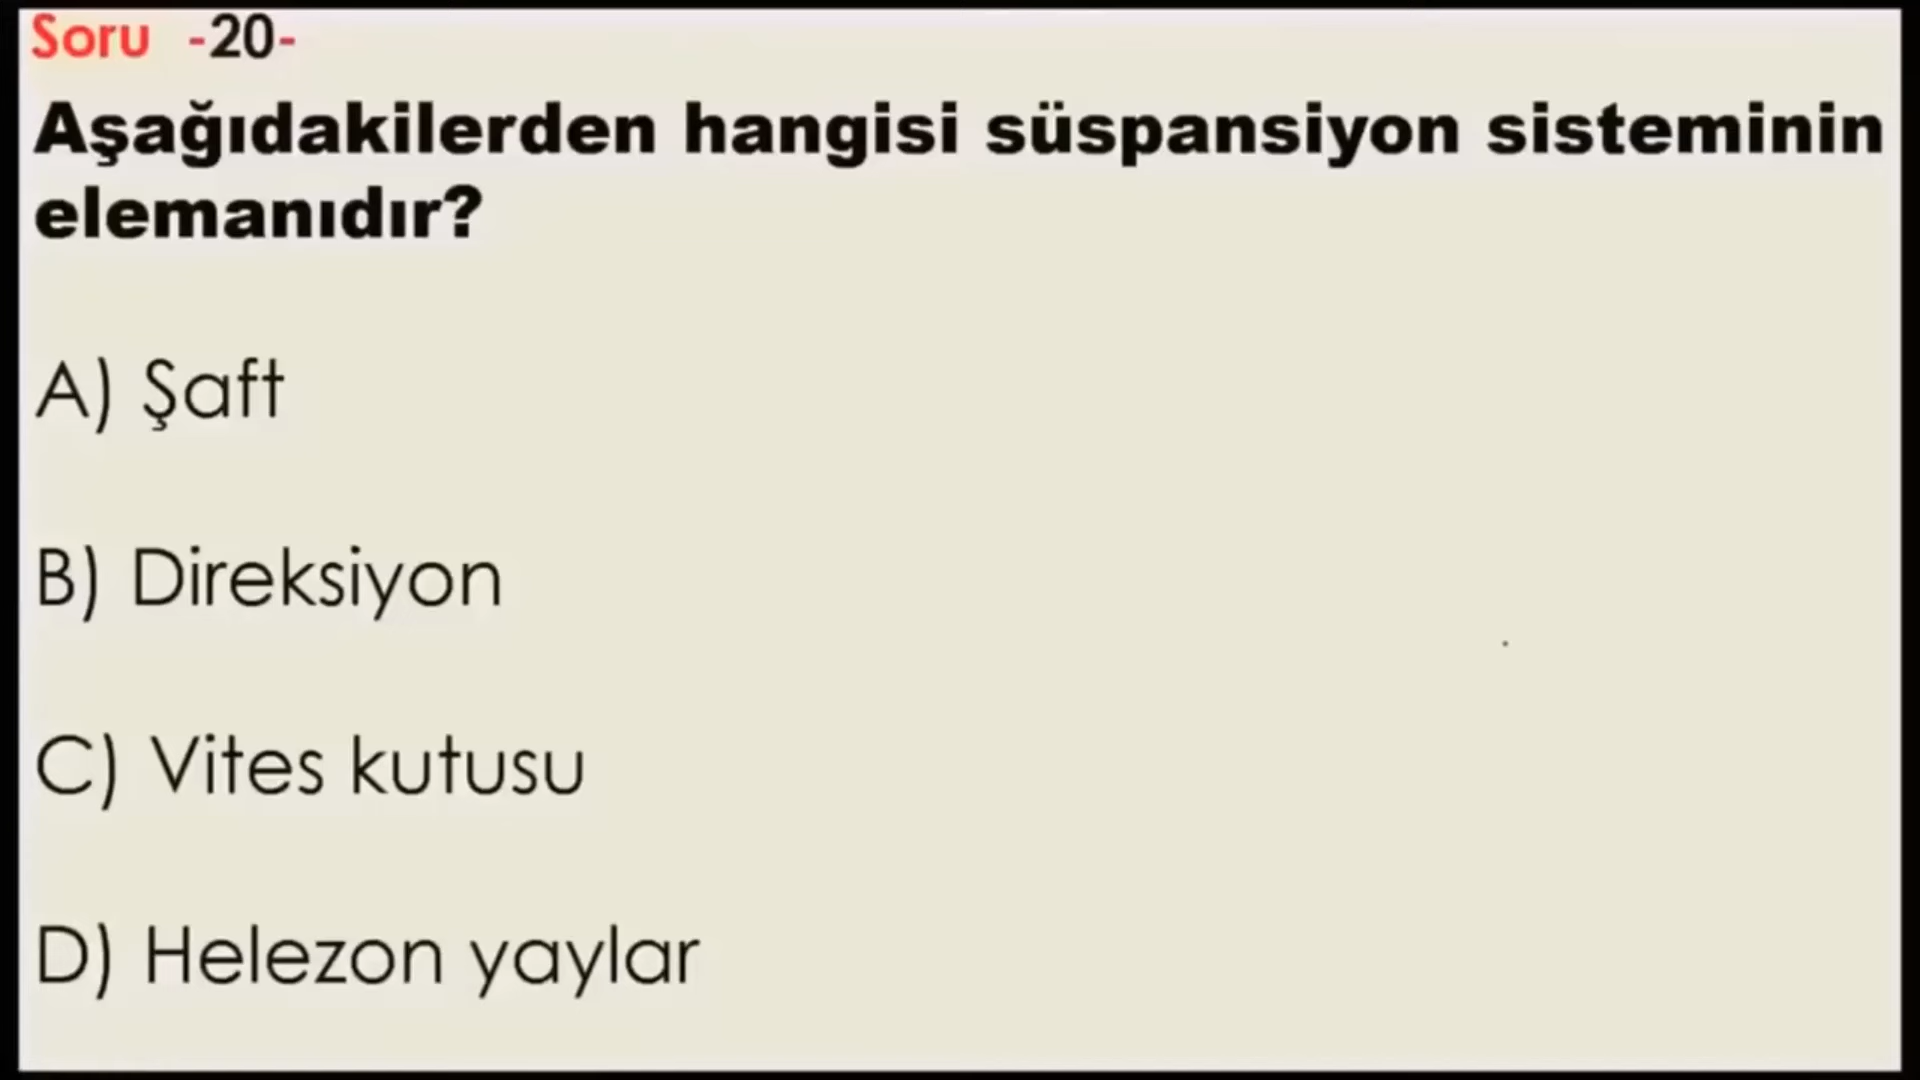 Soru -20-
Aşağıdakilerden hangisi süspansiyon sisteminin
elemanıdır?
A) Şaft
B) Direksiyon
C) Vites kutusu
D) Helezon yaylar